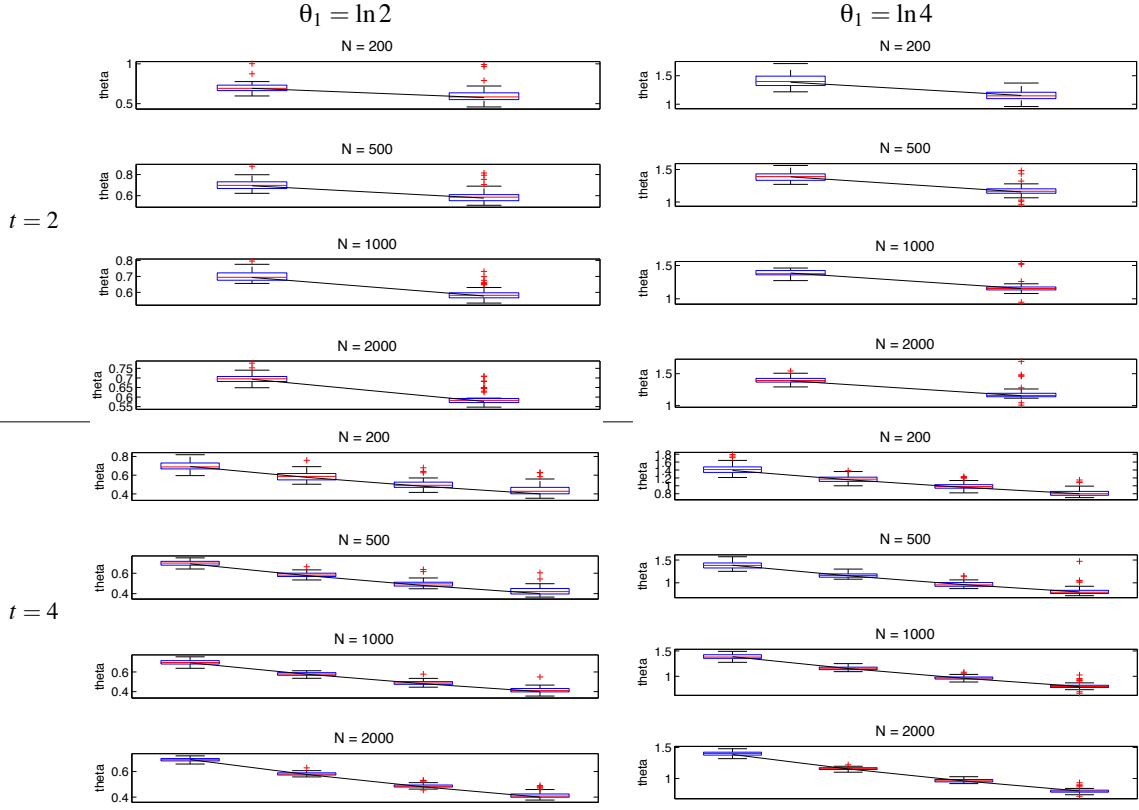 θ₁ = ln 2
θ₁ = ln 4
t = 2
N = 200
theta
1
0.5
N = 200
theta
1.5
1
N = 500
theta
0.8
0.6
N = 500
theta
1.5
1
N = 1000
theta
0.8
0.7
0.6
N = 1000
theta
1.5
1
N = 2000
theta
0.75
0.7
0.65
0.6
0.55
N = 2000
theta
1.5
1
t = 4
N = 200
theta
0.8
0.6
0.4
N = 200
theta
1.8
1.6
1.4
1.2
1
0.8
N = 500
theta
0.6
0.4
N = 500
theta
1.5
1
N = 1000
theta
0.6
0.4
N = 1000
theta
1.5
1
N = 2000
theta
0.6
0.4
N = 2000
theta
1.5
1